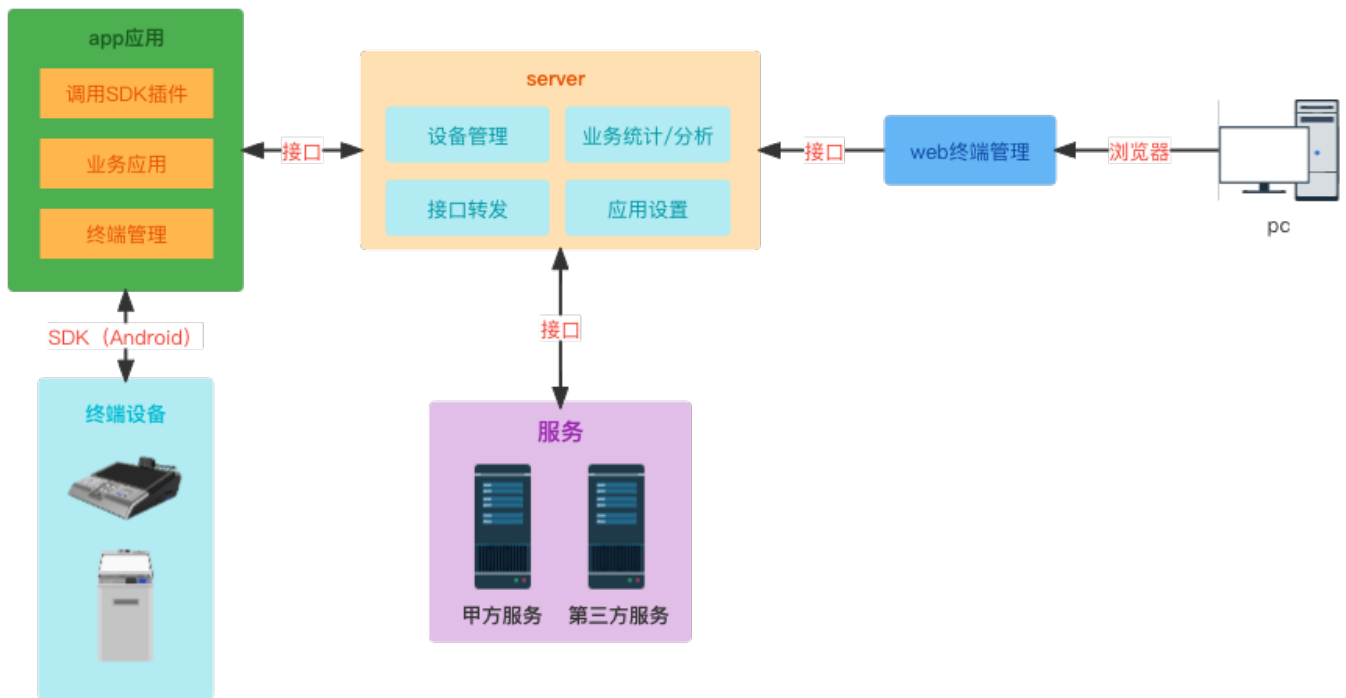 app应用
调用SDK插件
业务应用
终端管理
SDK（Android）
终端设备
接口
server
设备管理
业务统计/分析
接口转发
应用设置
接口
服务
甲方服务
第三方服务
接口
web终端管理
浏览器
pc